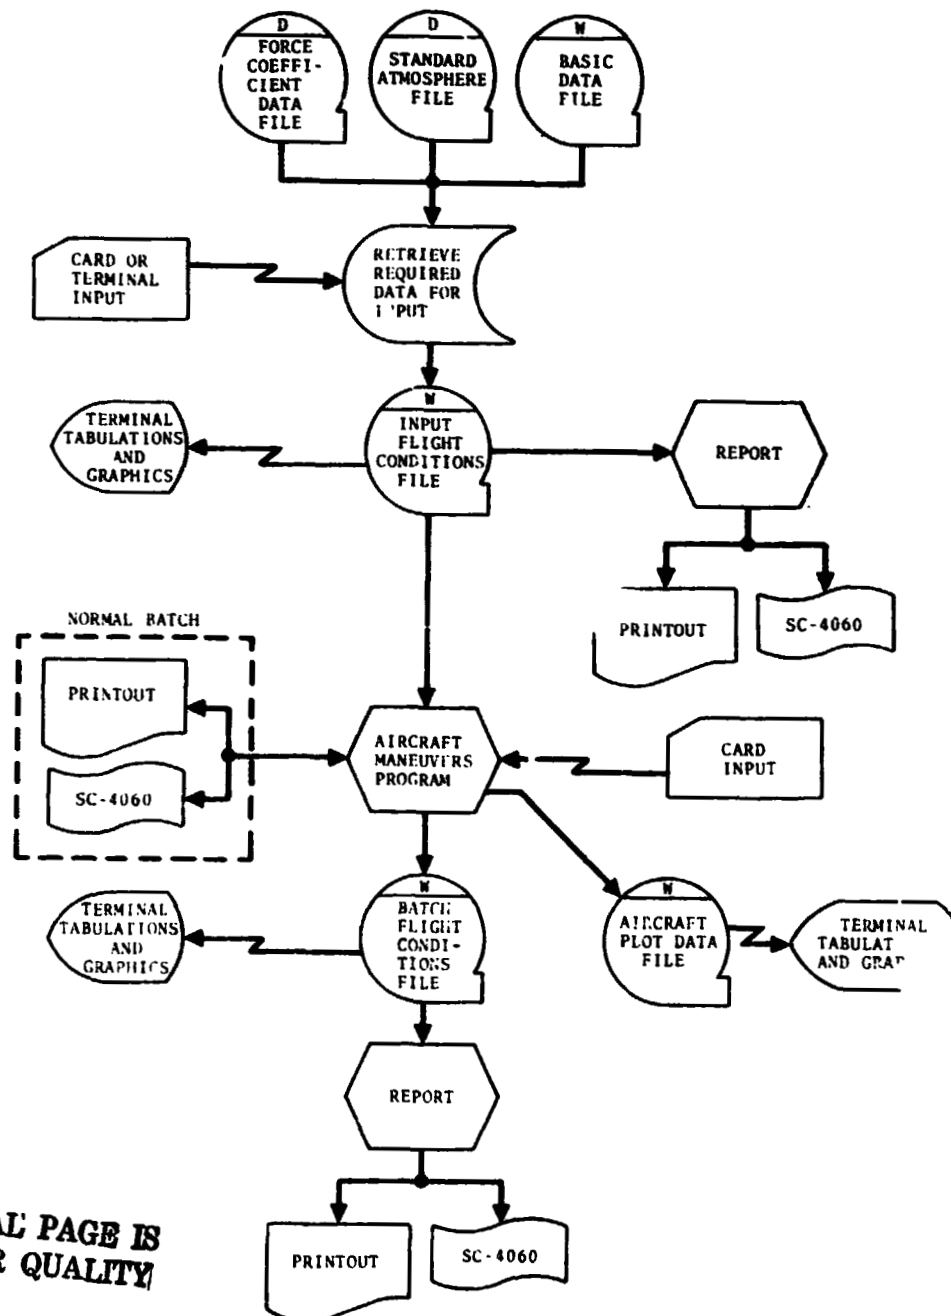 D
FORCE
COEFFI-
CIENT
DATA
FILE
D
STANDARD
ATMOSPHERE
FILE
W
BASIC
DATA
FILE
CARD OR
TERMINAL
INPUT
RETRIEVE
REQUIRED
DATA FOR
TERMINAL
TABULATIONS
AND
GRAPHICS
W
INPUT
FLIGHT
CONDITIONS
FILE
REPORT
PRINTOUT
SC-4060
NORMAL BATCH
PRINTOUT
SC-4060
AIRCRAFT
MANEUVERS
PROGRAM
CARD
INPUT
TERMINAL
TABULATIONS
AND
GRAPHICS
W
BATCH
FLIGHT
CONDI-
TIONS
FILE
W
AIRCRAFT
PLOT DATA
FILE
TERMINAL
TABULAT
AND GRAP
REPORT
PRINTOUT
SC-4060
PAGE IS
QUALITY